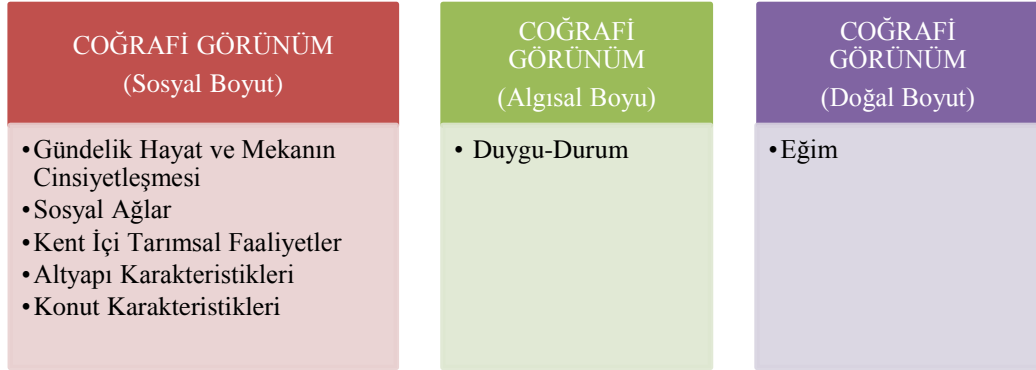 COĞRAFİ GÖRÜNÜM
(Sosyal Boyut)
•Gündelik Hayat ve Mekanın
Cinsiyetleşmesi
•Sosyal Ağlar
•Kent İçi Tarımsal Faaliyetler
•Altyapı Karakteristikleri
•Konut Karakteristikleri
COĞRAFİ
GÖRÜNÜM
(Algısal Boyu)
• Duygu-Durum
COĞRAFİ
GÖRÜNÜM
(Doğal Boyut)
•Eğim